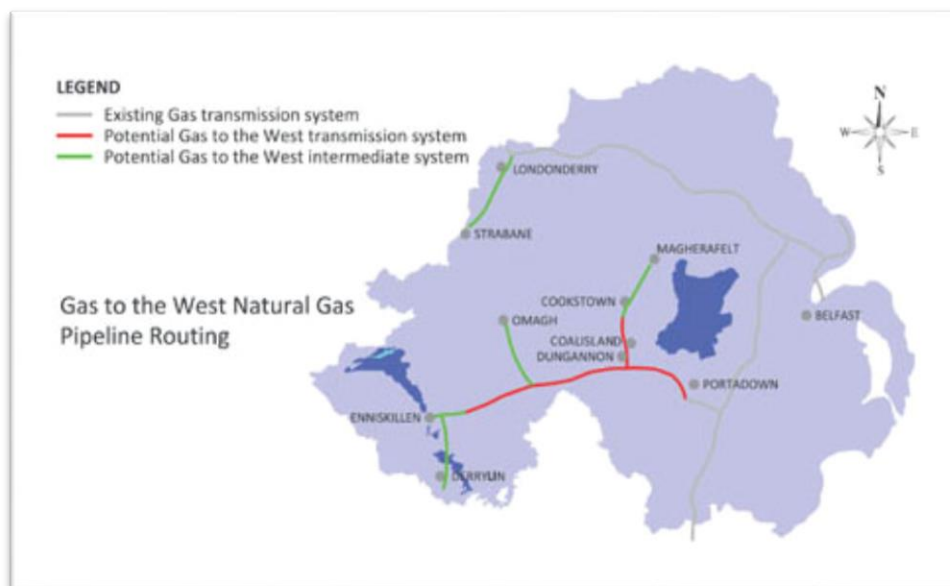 LEGEND
Existing Gas transmission system
Potential Gas to the West transmission system
Potential Gas to the West intermediate system
N
W
E
S
LONDONDERRY
STRABANE
MAGHERAFELT
Gas to the West Natural Gas
Pipeline Routing
COOKSTOWN
OMAGH
BELFAST
COALISLAND
DUNGANNON
PORTADOWN
ENNISKILLEN
DERRYLIN